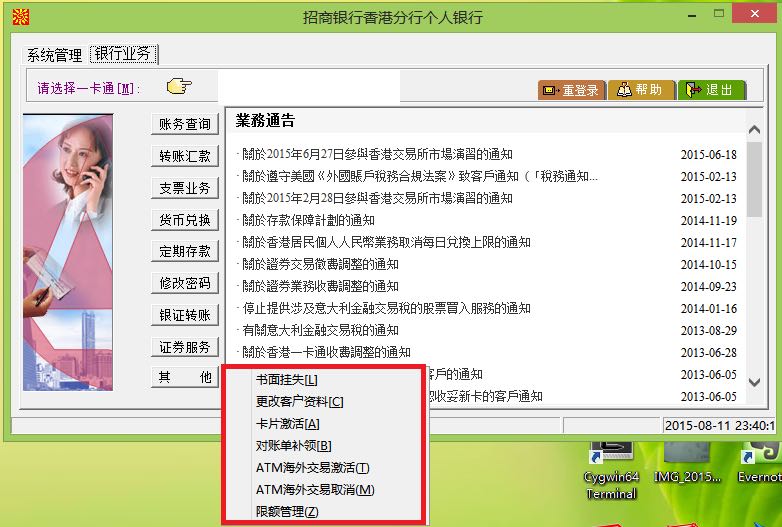 招商银行香港分行个人银行
系统管理 银行业务
请选择一卡通[M]:
重登录 帮助 退出
账务查询
转账汇款
支票业务
货币兑换
定期存款
修改密码
银证转账
证券服务
其 他
業務通告
·關於2015年6月27日參與香港交易所市場演習的通知 2015-06-18
·關於遵守美國《外國賬戶稅務合規法案》致客戶通知（「稅務通知... 2015-02-13
·關於2015年2月28日參與香港交易所市場演習的通知 2015-02-13
·關於存款保障計劃的通知 2014-11-19
·關於香港居民個人人民幣業務取消每日兌換上限的通知 2014-11-17
·關於證券交易徵費調整的通知 2014-10-15
·關於證券業務收費調整的通知 2014-09-23
·停止提供涉及意大利金融交易稅的股票買入服務的通知 2014-01-16
·有關意大利金融交易稅的通知 2013-08-29
·關於香港一卡通收費調整的通知 2013-06-28
客戶的通知 2013-06-05
收妥新卡的客戶通知 2013-06-05
书面挂失[L]
更改客户资料[C]
卡片激活[A]
对账单补领[B]
ATM海外交易激活(T)
ATM海外交易取消(M)
限额管理(Z)
2015-08-11 23:40:1
Cygwin64
Terminal
IMG_2015...
Evernot